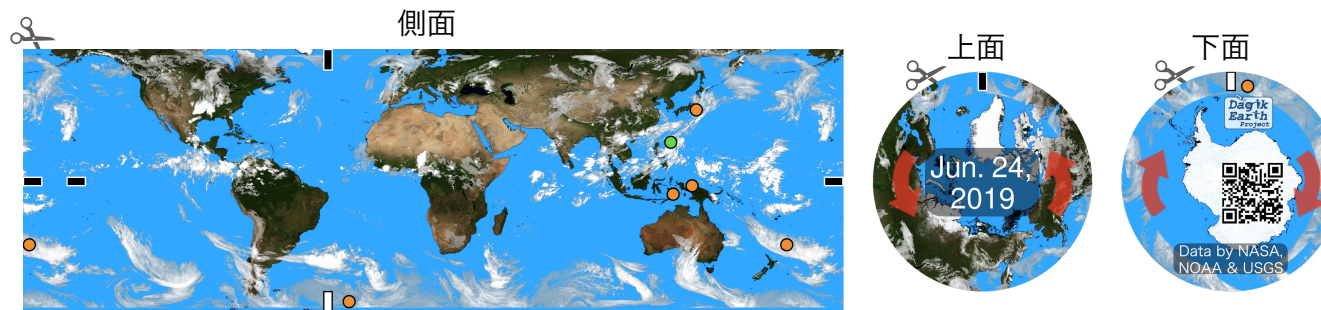 側面
上面
下面
Jun. 24,
2019
Dagik
Earth
Project
Data by NASA,
NOAA & USGS